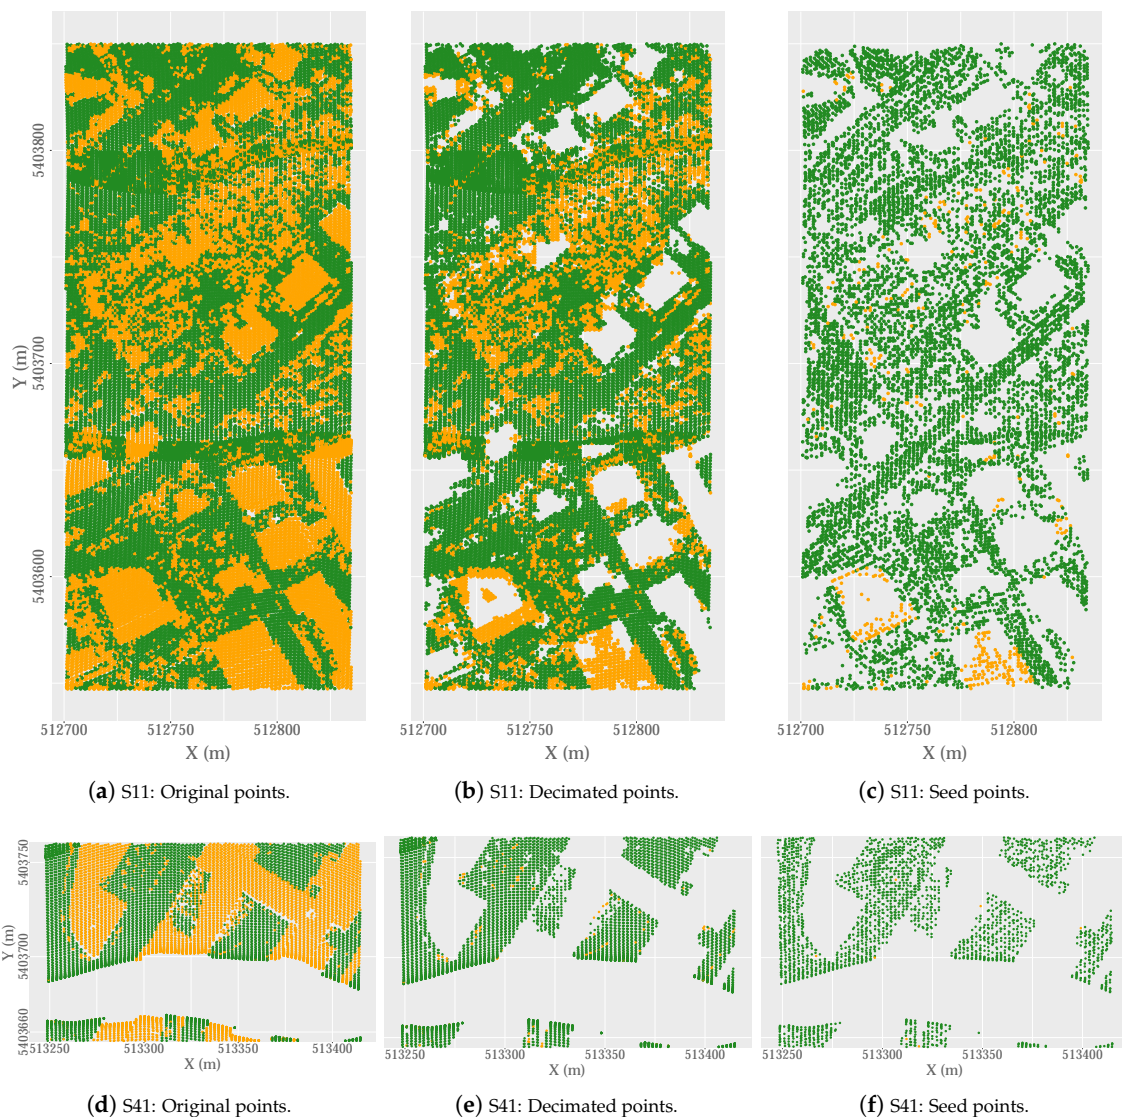 5403800
5403700
5403600
Y (m)
512700 512750 512800
512700 512750 512800
512700 512750 512800
X (m)
X (m)
X (m)
(a) S11: Original points.
(b) S11: Decimated points.
(c) S11: Seed points.
5403750
5403700
5403660
Y (m)
513250 513300 513350 513400
513250 513300 513350 513400
513250 513300 513350 513400
X (m)
X (m)
X (m)
(d) S41: Original points.
(e) S41: Decimated points.
(f) S41: Seed points.